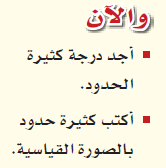 والآن
أجد درجة كثيرة
الحدود.
أكتب كثيرة حدود
بالصورة القياسية.